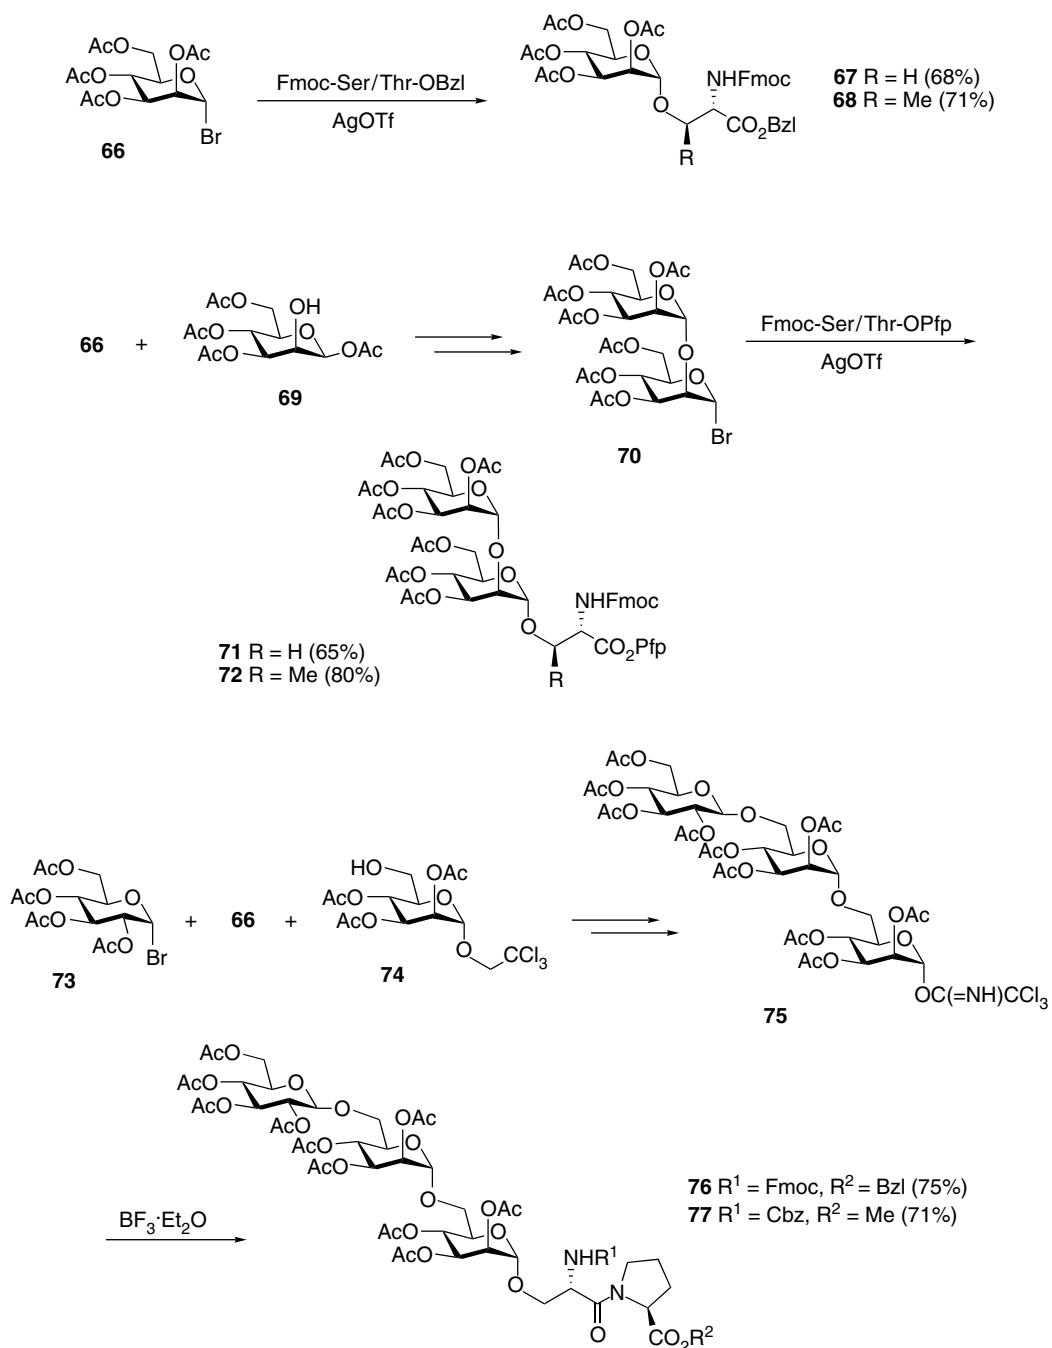 AcO
OAc
AcO
O
AcO
Br
66
Fmoc-Ser/Thr-OBzl
AgOTf
AcO
OAc
AcO
O
AcO
O
NHFmoc
CO2Bzl
R
67 R = H (68%)
68 R = Me (71%)
66 +
AcO
OH
AcO
O
AcO
OAc
69
AcO
OAc
AcO
O
AcO
O
AcO
AcO
O
AcO
Br
70
Fmoc-Ser/Thr-OPfp
AgOTf
AcO
OAc
AcO
O
AcO
O
AcO
AcO
O
AcO
O
NHFmoc
CO2Pfp
R
71 R = H (65%)
72 R = Me (80%)
AcO
AcO
O
AcO
AcO
Br
73
+ 66 +
HO
OAc
AcO
O
AcO
O
CCl3
74
AcO
AcO
O
AcO
O
AcO
OAc
AcO
O
AcO
O
OAc
AcO
O
AcO
OC(=NH)CCl3
75
BF3·Et2O
AcO
AcO
O
AcO
O
AcO
OAc
AcO
O
AcO
O
OAc
AcO
O
AcO
O
NHR1
N
O
CO2R2
76 R1 = Fmoc, R2 = Bzl (75%)
77 R1 = Cbz, R2 = Me (71%)